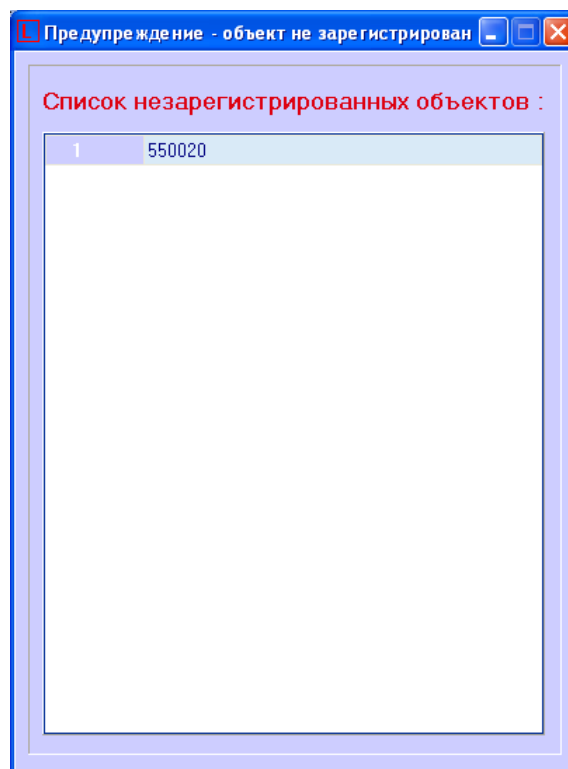 L Предупреждение - объект не зарегистрирован
Список незарегистрированных объектов :
1 550020